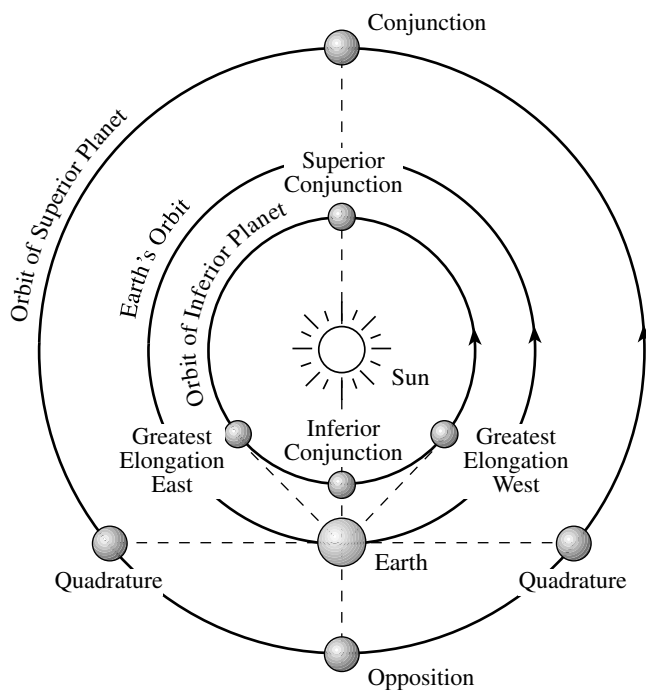 Conjunction
Orbit of Superior Planet
Superior
Conjunction
Earth's Orbit
Orbit of Inferior Planet
Sun
Greatest
Elongation
East
Inferior
Conjunction
Greatest
Elongation
West
Quadrature
Earth
Quadrature
Opposition